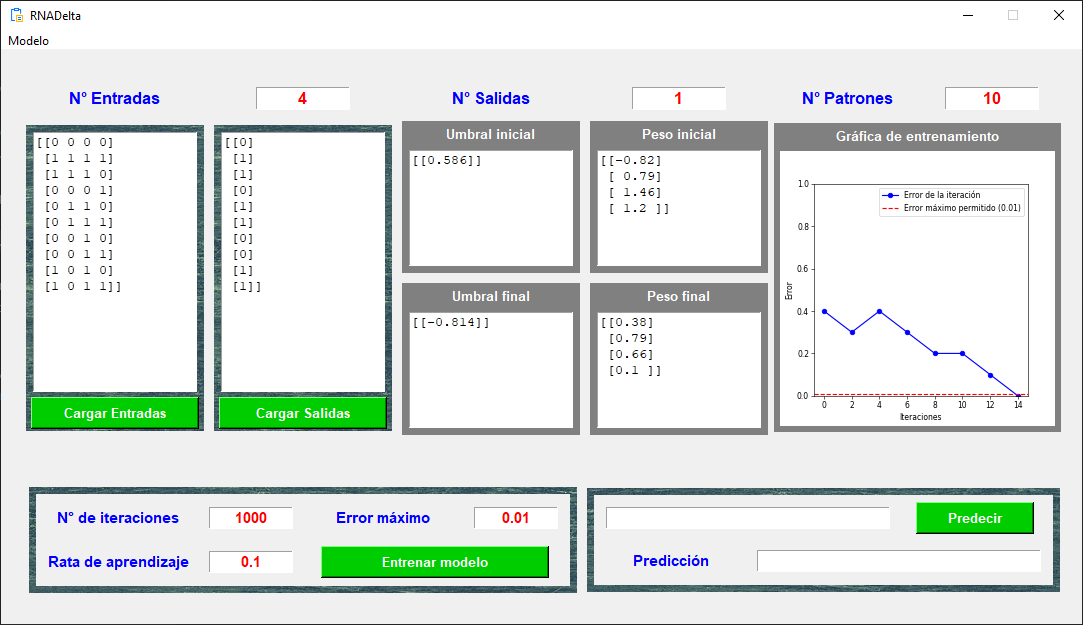 RNADelta
Modelo
N° Entradas
4
N° Salidas
1
N° Patrones
10
[[0 0 0 0]
[1 1 1 1]
[1 1 1 0]
[0 0 0 1]
[0 1 1 0]
[0 1 1 1]
[0 0 1 0]
[0 0 1 1]
[1 0 1 0]
[1 0 1 1]]
Cargar Entradas
[[0]
[1]
[1]
[0]
[1]
[1]
[0]
[0]
[1]
[1]]
Cargar Salidas
Umbral inicial
[[0.586]]
Peso inicial
[[-0.82]
[ 0.79]
[ 1.46]
[ 1.2 ]]
Umbral final
[[-0.814]]
Peso final
[[0.38]
[0.79]
[0.66]
[0.1 ]]
Gráfica de entrenamiento
Error de la iteración
Error máximo permitido (0.01)
1.0
0.8
0.6
0.4
0.2
0.0
Error
0 2 4 6 8 10 12 14
Iteraciones
N° de iteraciones
1000
Error máximo
0.01
Rata de aprendizaje
0.1
Entrenar modelo
Predecir
Predicción